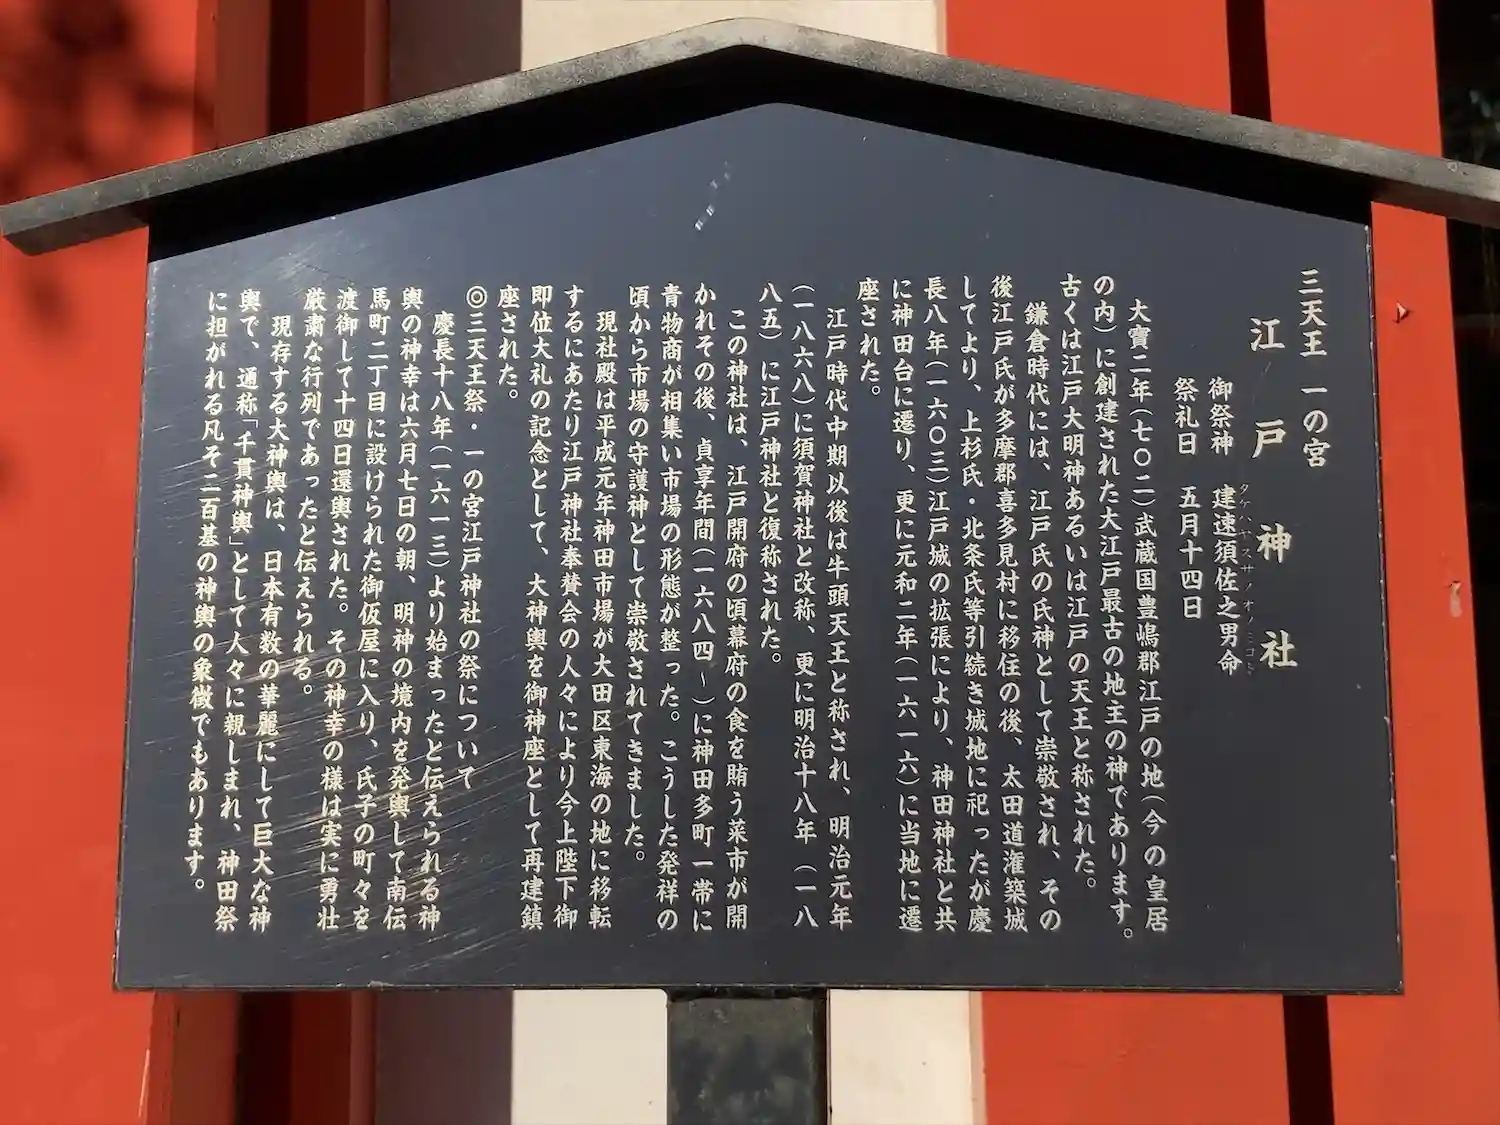 三天王 一の宮
江戸神社
御祭神 建速須佐之男命
タケハヤスサノオノミコト
祭礼日 五月十四日
大寶二年(七〇二)武蔵国豊嶋郡江戸の地(今の皇居
の内)に創建された大江戸最古の地主の神であります。
古くは江戸大明神あるいは江戸の天王と称された。
鎌倉時代には、江戸氏の氏神として崇敬され、その
後江戸氏が多摩郡喜多見村に移住の後、太田道潅築城
してより、上杉氏・北条氏等引続き城地に祀ったが慶
長八年(一六〇三)江戸城の拡張により、神田神社と共
に神田台に遷り、更に元和二年(一六一六)に当地に遷
座された。
江戸時代中期以後は牛頭天王と称され、明治元年
(一八六八)に須賀神社と改称、更に明治十八年(一八
八五)に江戸神社と復称された。
この神社は、江戸開府の頃幕府の食を賄う菜市が開
かれその後、貞享年間(一六八四~)に神田多町一帯に
青物商が相集い市場の形態が整った。こうした発祥の
頃から市場の守護神として崇敬されてきました。
現社殿は平成元年神田市場が大田区東海の地に移転
するにあたり江戸神社奉賛会の人々により今上陛下御
即位大礼の記念として、大神輿を御神座として再建鎮
座された。
◎三天王祭・一の宮江戸神社の祭について
慶長十八年(一六一三)より始まったと伝えられる神
輿の神幸は六月七日の朝、明神の境内を発輿して南伝
馬町二丁目に設けられた御仮屋に入り、氏子の町々を
渡御して十四日還輿された。その神幸の様は実に勇壮
厳粛な行列であったと伝えられる。
現存する大神輿は、日本有数の華麗にして巨大な神
輿で、通称「千貫神輿」として人々に親しまれ、神田祭
に担がれる凡そ二百基の神輿の象徴でもあります。